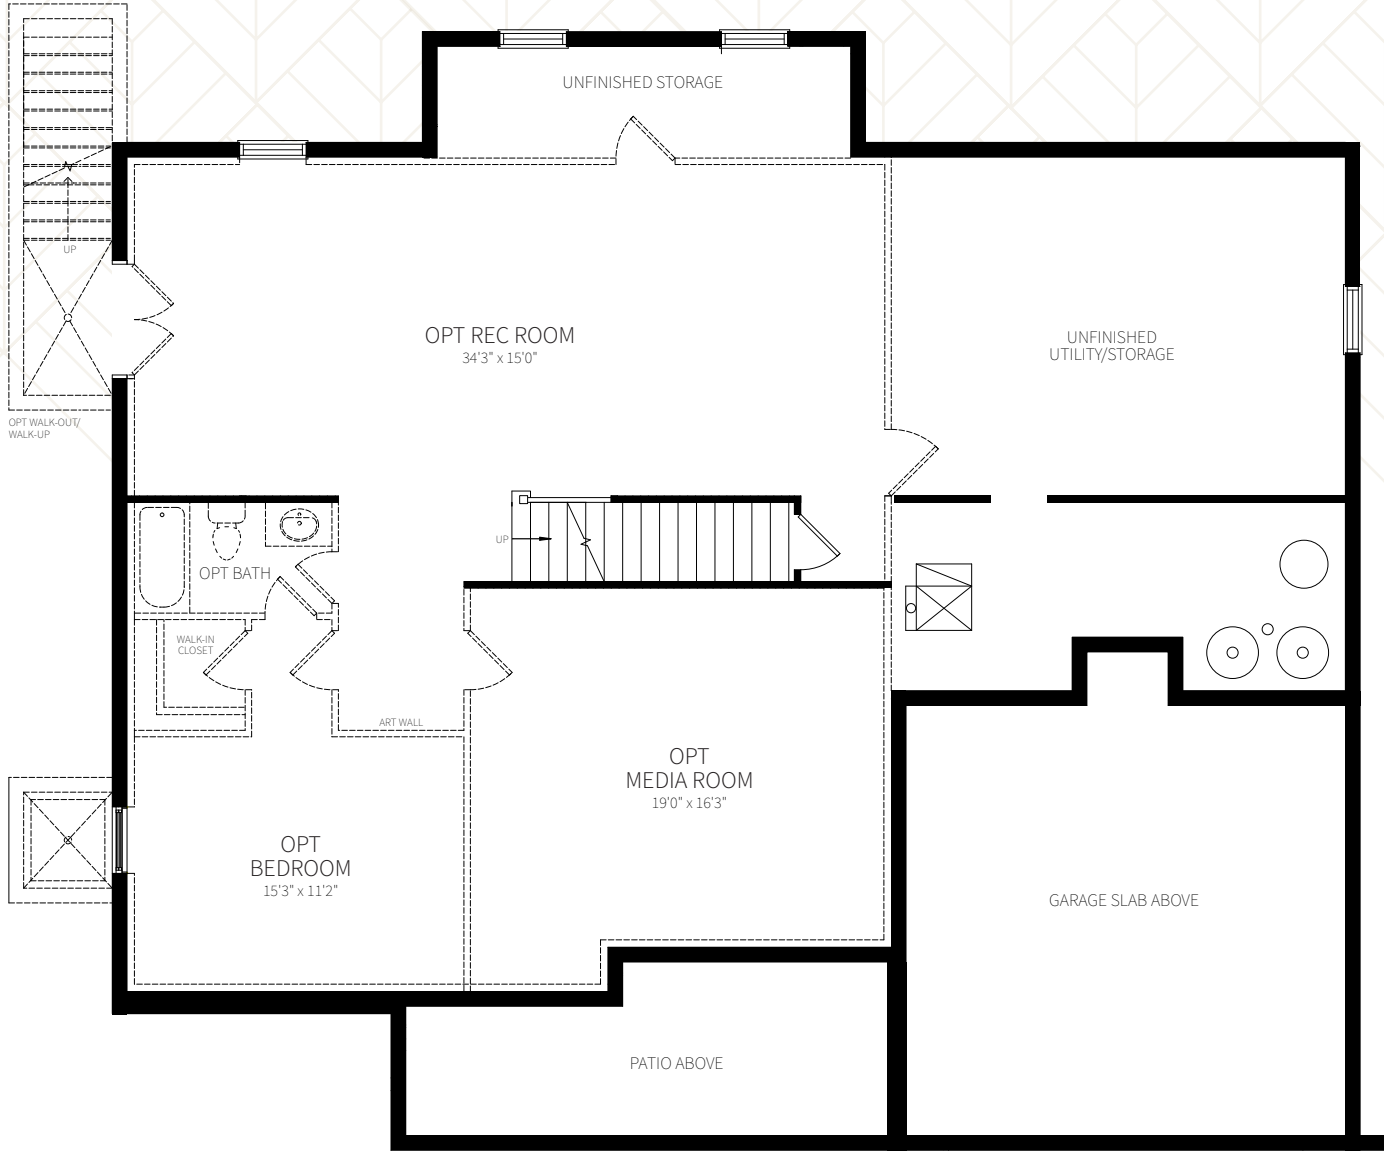 UNFINISHED STORAGE
UP
OPT REC ROOM
34'3" x 15'0"
UNFINISHED
UTILITY/STORAGE
OPT WALK-OUT/
WALK-UP
UP
OPT BATH
WALK-IN
CLOSET
ART WALL
OPT
MEDIA ROOM
19'0" x 16'3"
OPT
BEDROOM
15'3" x 11'2"
GARAGE SLAB ABOVE
PATIO ABOVE